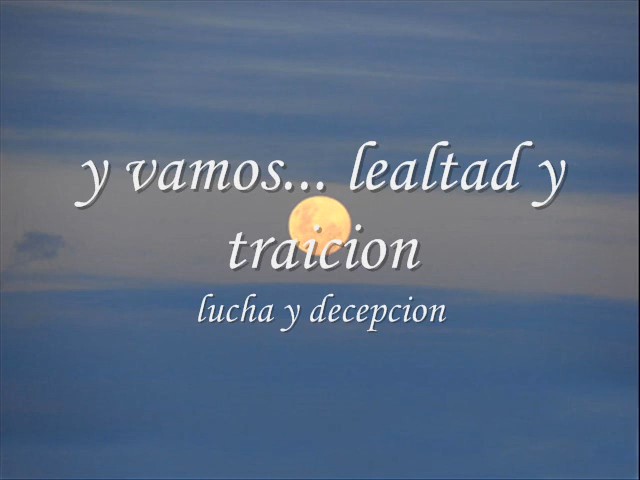 y vamos... lealtad y
traicion
lucha y decepcion